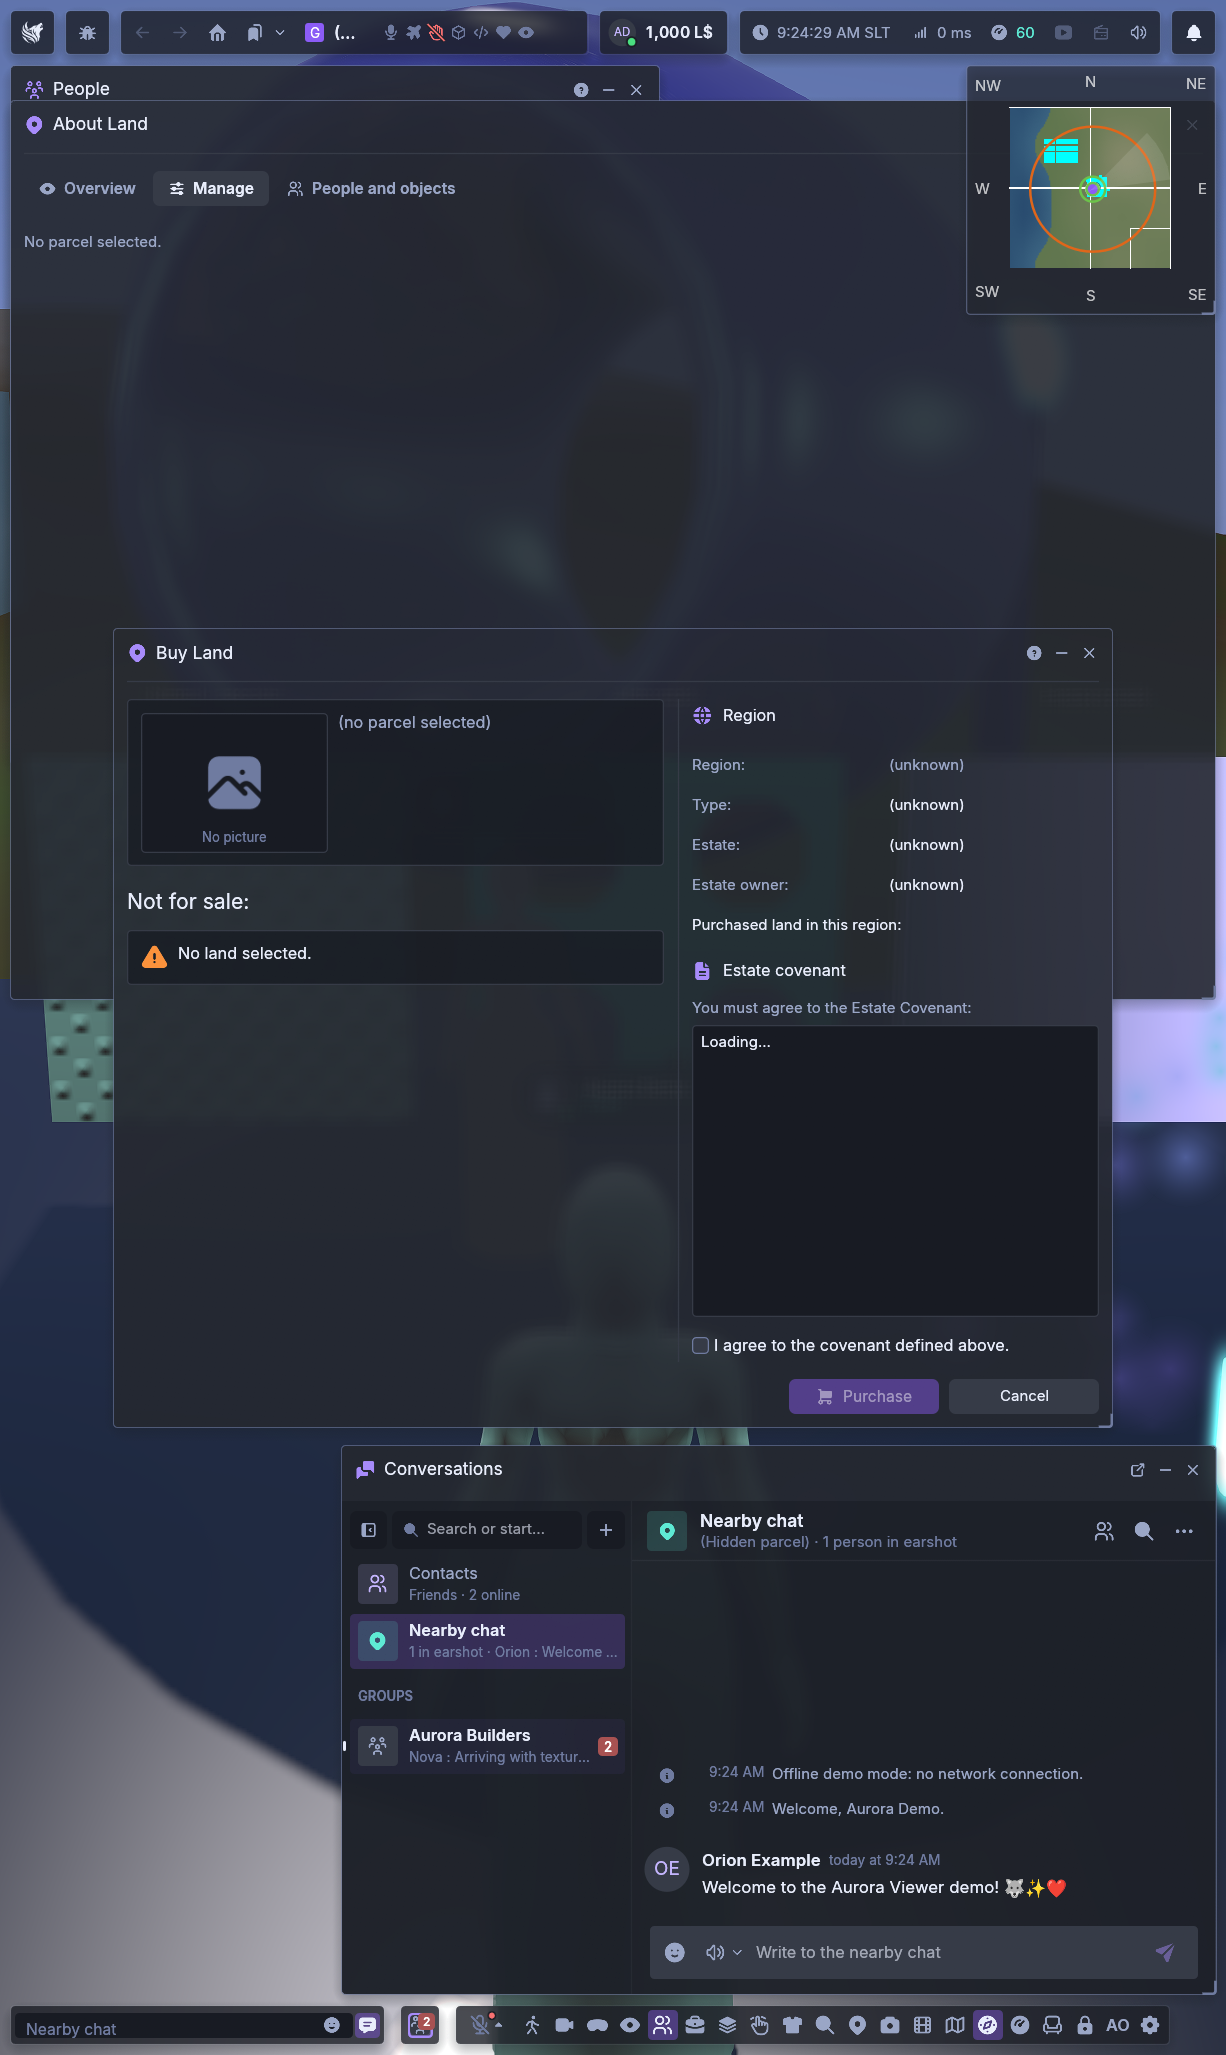 G (...
AD 1,000 L$
9:24:29 AM SLT 0 ms 60
People
About Land
Overview Manage People and objects
No parcel selected.
NW N NE
W E
SW S SE
Buy Land
(no parcel selected)
No picture
Not for sale:
No land selected.
Region
Region: (unknown)
Type: (unknown)
Estate: (unknown)
Estate owner: (unknown)
Purchased land in this region:
Estate covenant
You must agree to the Estate Covenant:
Loading...
I agree to the covenant defined above.
Purchase Cancel
Conversations
Search or start...
Contacts
Friends · 2 online
Nearby chat
1 in earshot · Orion : Welcome ...
GROUPS
Aurora Builders
Nova : Arriving with textur...
2
Nearby chat
(Hidden parcel) · 1 person in earshot
9:24 AM Offline demo mode: no network connection.
9:24 AM Welcome, Aurora Demo.
OE
Orion Example today at 9:24 AM
Welcome to the Aurora Viewer demo! 🐺✨❤️
Write to the nearby chat
Nearby chat
2
AO